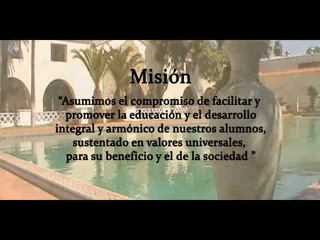 Misión
“Asumimos el compromiso de facilitar y
promover la educación y el desarrollo
integral y armónico de nuestros alumnos,
sustentado en valores universales,
para su beneficio y el de la sociedad ”